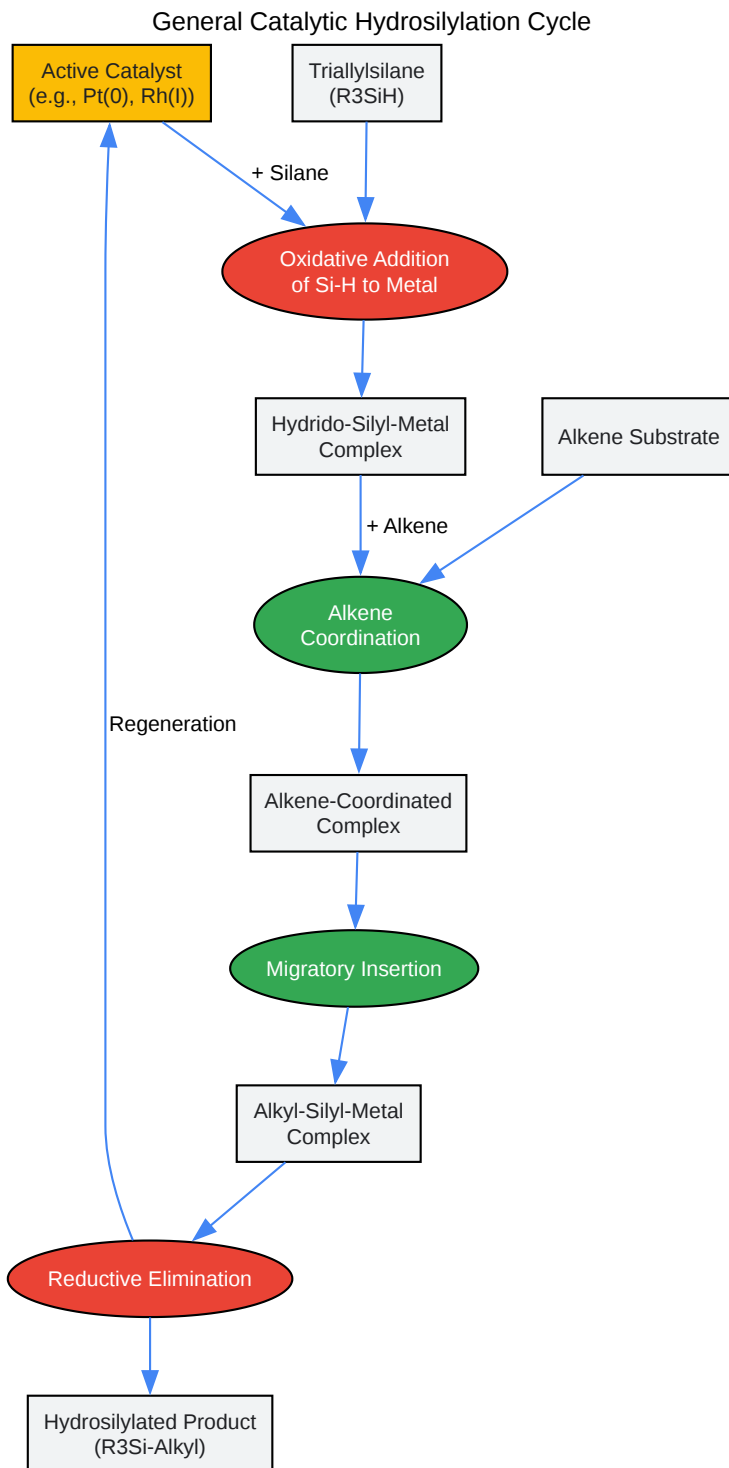 General Catalytic Hydrosilylation Cycle
Active Catalyst
(e.g., Pt(0), Rh(I))
Triallylsilane
(R3SiH)
+ Silane
Oxidative Addition
of Si-H to Metal
Hydrido-Silyl-Metal
Complex
Alkene Substrate
+ Alkene
Alkene
Coordination
Regeneration
Alkene-Coordinated
Complex
Migratory Insertion
Alkyl-Silyl-Metal
Complex
Reductive Elimination
Hydrosilylated Product
(R3Si-Alkyl)